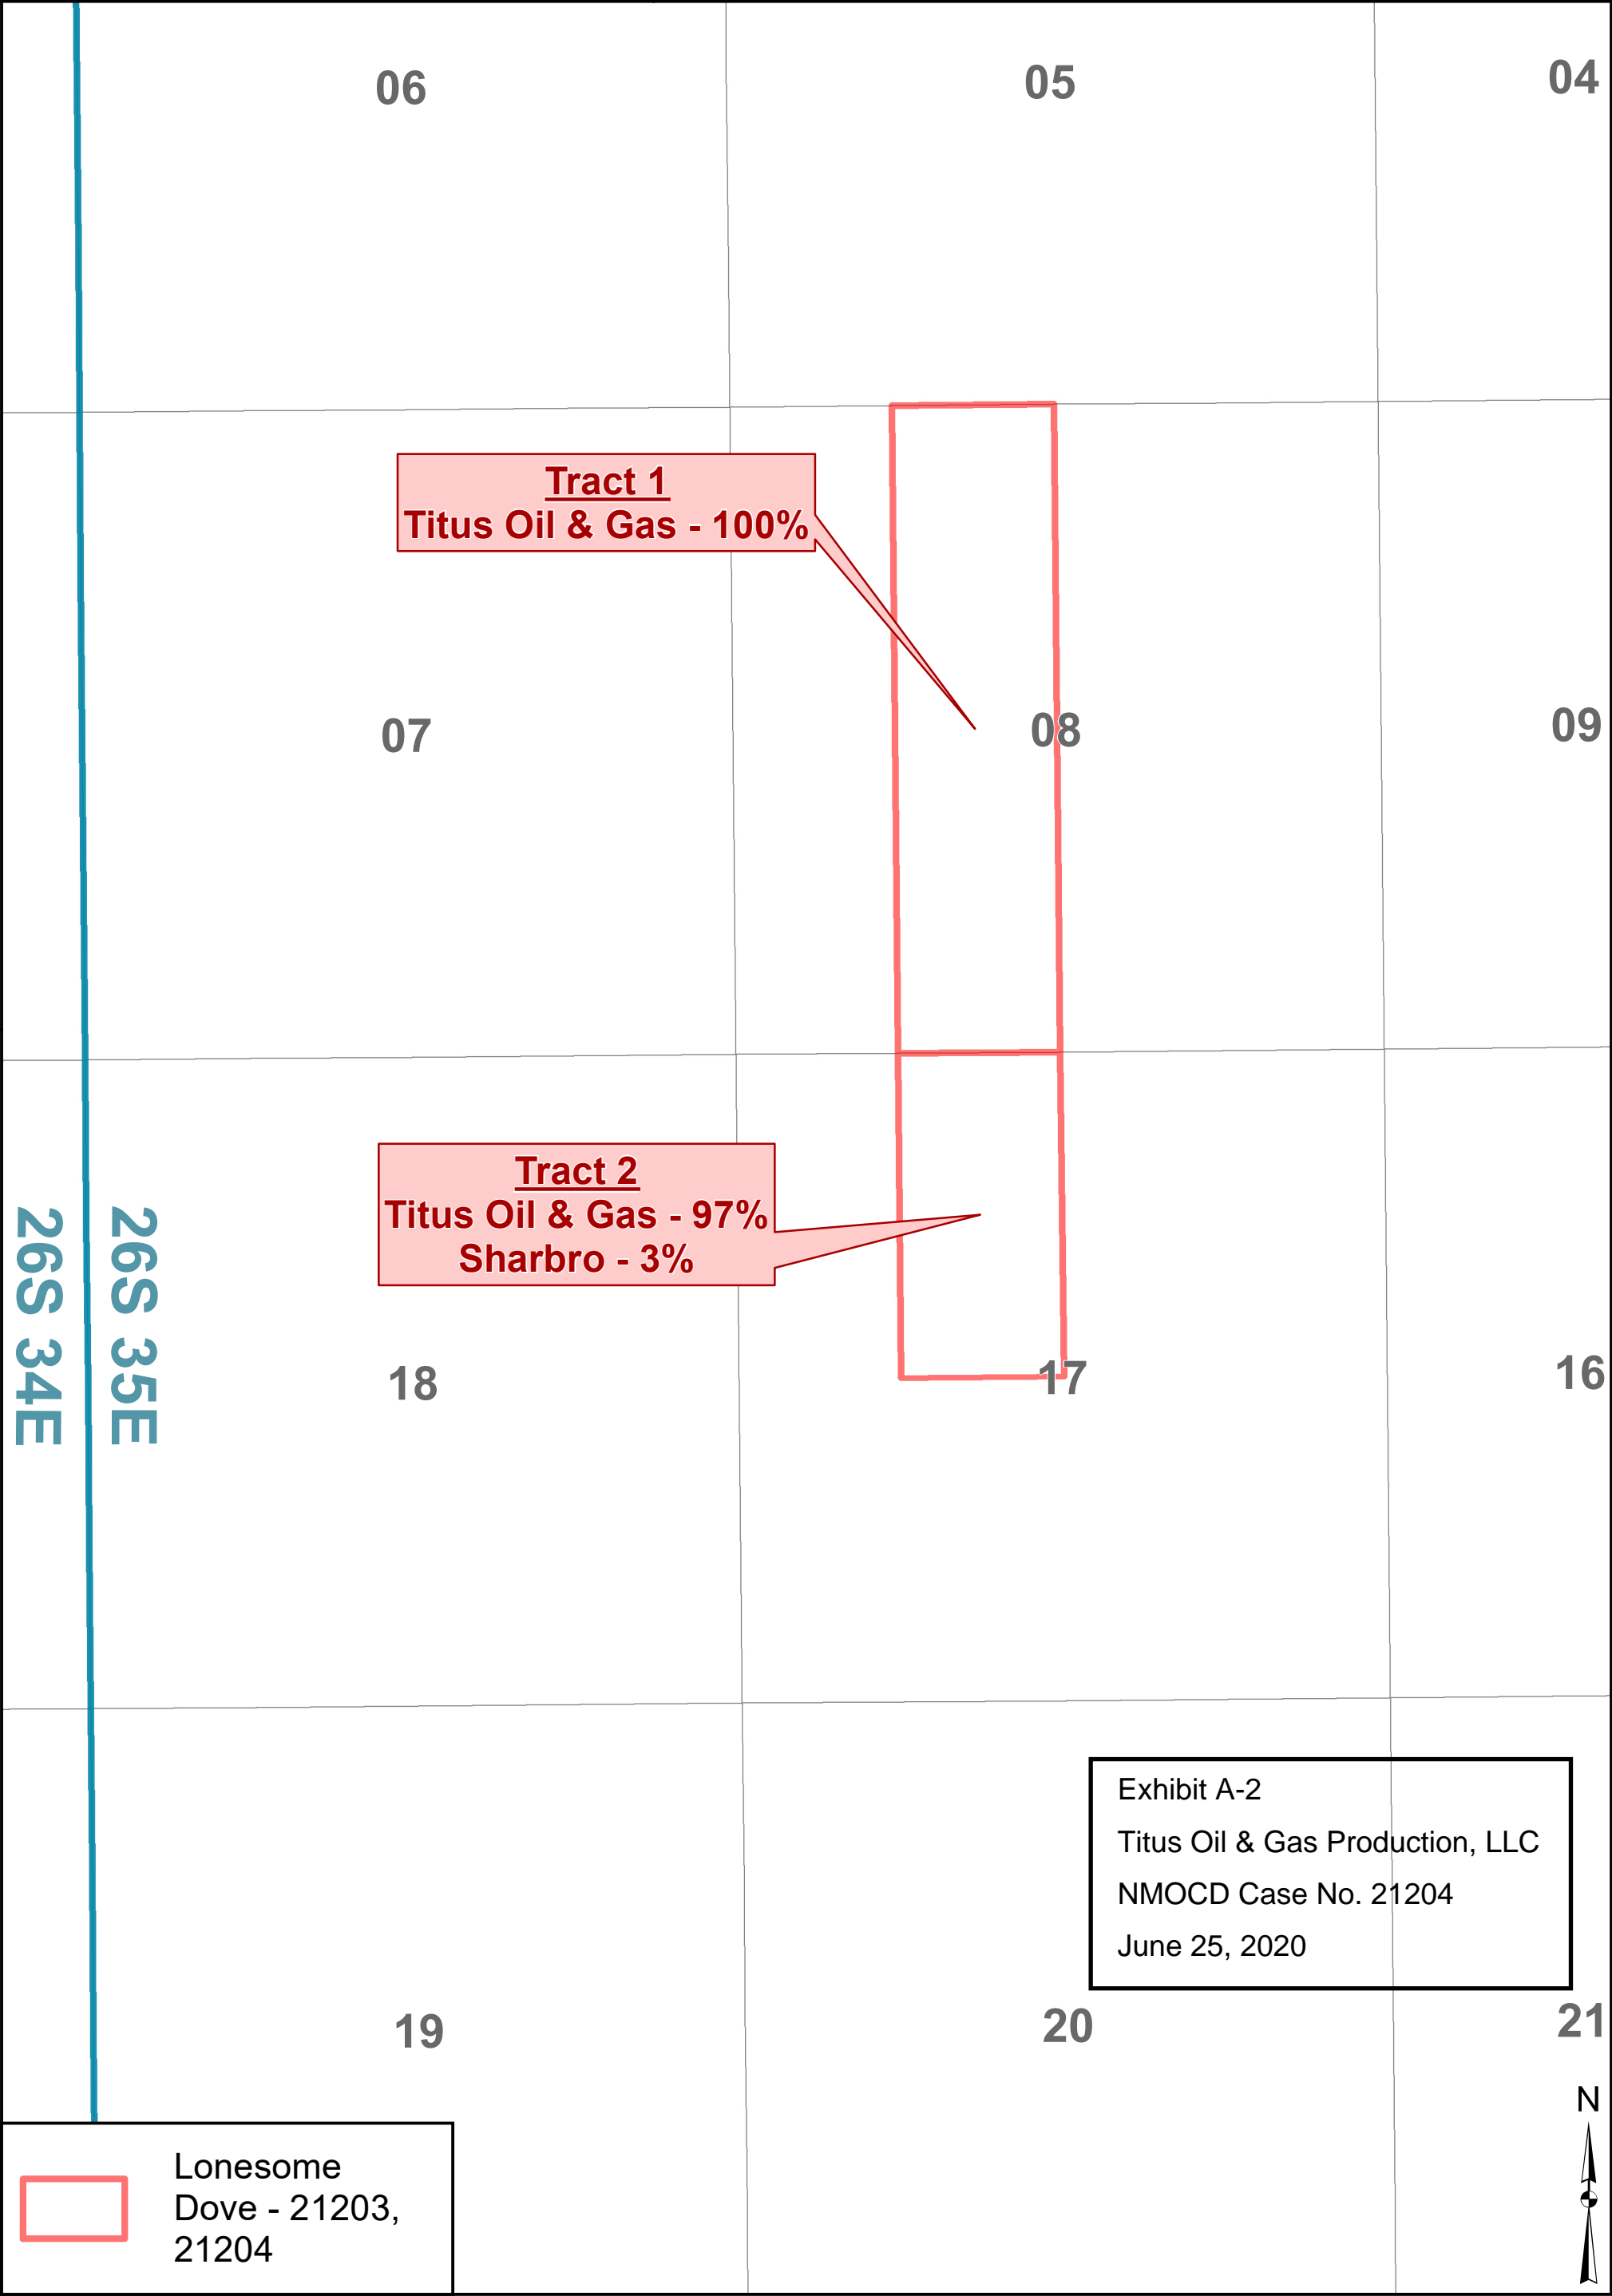 06
05
04
Tract 1
Titus Oil & Gas - 100%
07
08
09
Tract 2
Titus Oil & Gas - 97%
Sharbro - 3%
26S 34E
26S 35E
18
17
16
Exhibit A-2
Titus Oil & Gas Production, LLC
NMOCD Case No. 21204
June 25, 2020
19
20
21
N
Lonesome
Dove - 21203,
21204